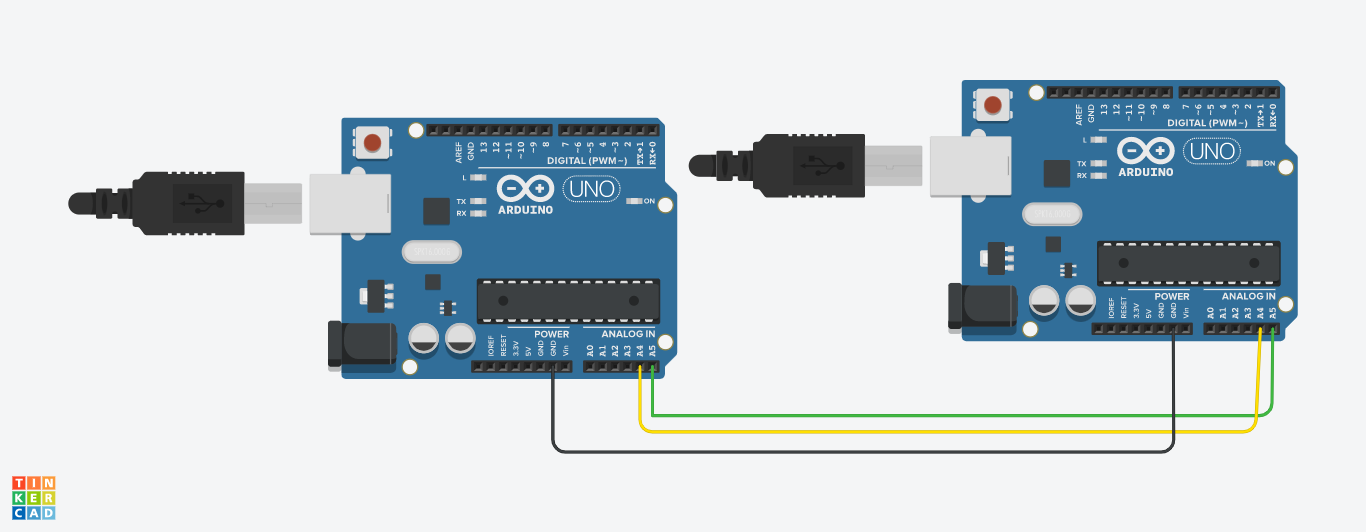 AREF
GND
13
12
~11
~10
~9
8
7
~6
~5
4
~3
2
TX→1
RX←0
DIGITAL (PWM~)
L
TX
RX
ARDUINO
UNO
ON
POWER
ANALOG IN
IOREF
RESET
3.3V
5V
GND
GND
Vin
A0
A1
A2
A3
A4
A5
AREF
GND
13
12
~11
~10
~9
8
7
~6
~5
4
~3
2
TX→1
RX←0
DIGITAL (PWM~)
L
TX
RX
ARDUINO
UNO
ON
POWER
ANALOG IN
IOREF
RESET
3.3V
5V
GND
GND
Vin
A0
A1
A2
A3
A4
A5
TIN
KER
CAD